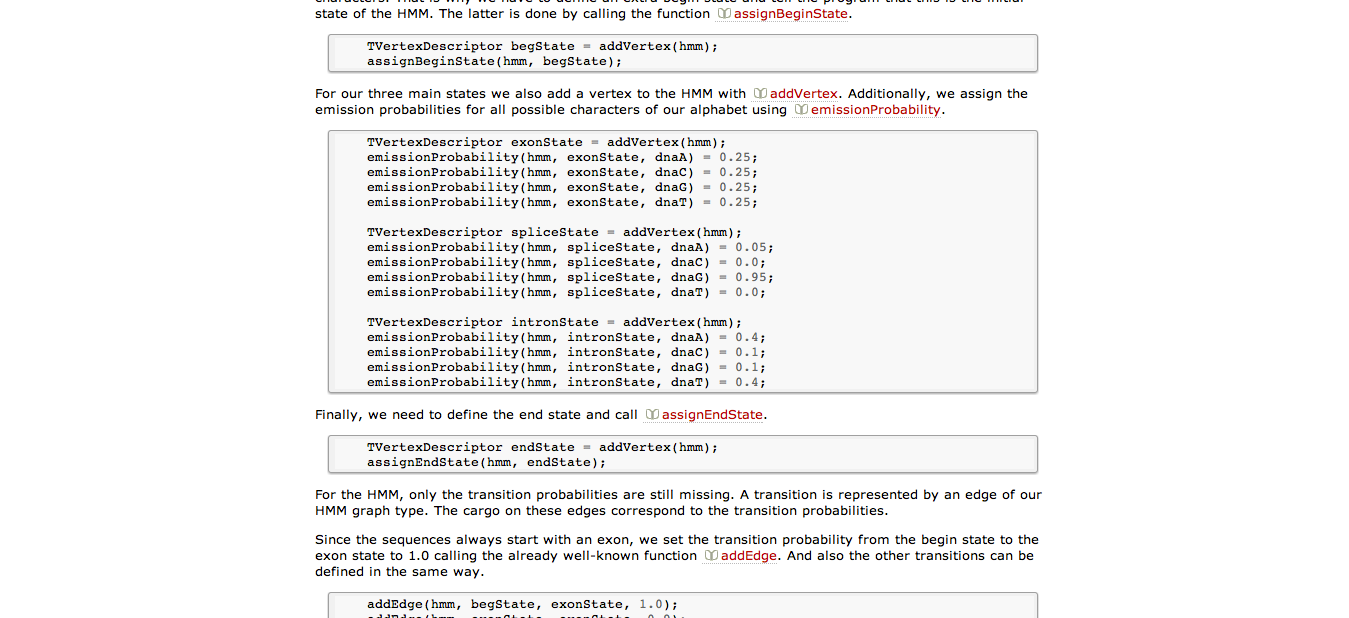 state of the HMM. The latter is done by calling the function assignBeginState.
TVertexDescriptor begState = addVertex(hmm);
assignBeginState(hmm, begState);
For our three main states we also add a vertex to the HMM with addVertex. Additionally, we assign the
emission probabilities for all possible characters of our alphabet using emissionProbability.
TVertexDescriptor exonState = addVertex(hmm);
emissionProbability(hmm, exonState, dnaA) = 0.25;
emissionProbability(hmm, exonState, dnaC) = 0.25;
emissionProbability(hmm, exonState, dnaG) = 0.25;
emissionProbability(hmm, exonState, dnaT) = 0.25;
TVertexDescriptor spliceState = addVertex(hmm);
emissionProbability(hmm, spliceState, dnaA) = 0.05;
emissionProbability(hmm, spliceState, dnaC) = 0.0;
emissionProbability(hmm, spliceState, dnaG) = 0.95;
emissionProbability(hmm, spliceState, dnaT) = 0.0;
TVertexDescriptor intronState = addVertex(hmm);
emissionProbability(hmm, intronState, dnaA) = 0.4;
emissionProbability(hmm, intronState, dnaC) = 0.1;
emissionProbability(hmm, intronState, dnaG) = 0.1;
emissionProbability(hmm, intronState, dnaT) = 0.4;
Finally, we need to define the end state and call assignEndState.
TVertexDescriptor endState = addVertex(hmm);
assignEndState(hmm, endState);
For the HMM, only the transition probabilities are still missing. A transition is represented by an edge of our
HMM graph type. The cargo on these edges correspond to the transition probabilities.
Since the sequences always start with an exon, we set the transition probability from the begin state to the
exon state to 1.0 calling the already well-known function addEdge. And also the other transitions can be
defined in the same way.
addEdge(hmm, begState, exonState, 1.0);